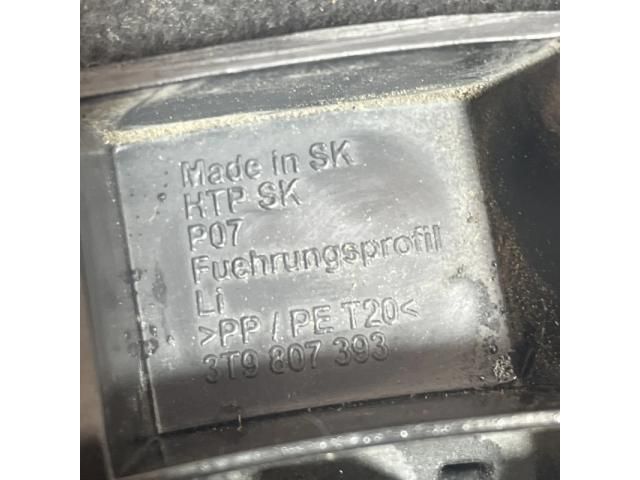 Made in SK
HTP SK
P07
Fuehrungsprofil
Li
>PP / PE T20<
3T9 807 393